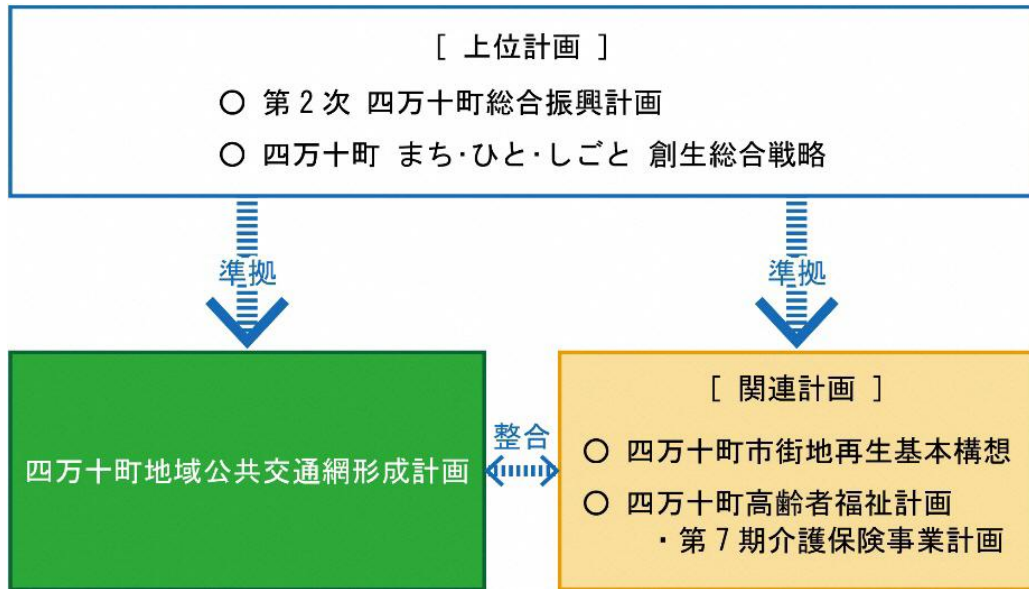 [ 上位計画 ]
○ 第2次 四万十町総合振興計画
○ 四万十町 まち・ひと・しごと 創生総合戦略
準拠
準拠
四万十町地域公共交通網形成計画
整合
[ 関連計画 ]
○ 四万十町市街地再生基本構想
○ 四万十町高齢者福祉計画
・第7期介護保険事業計画